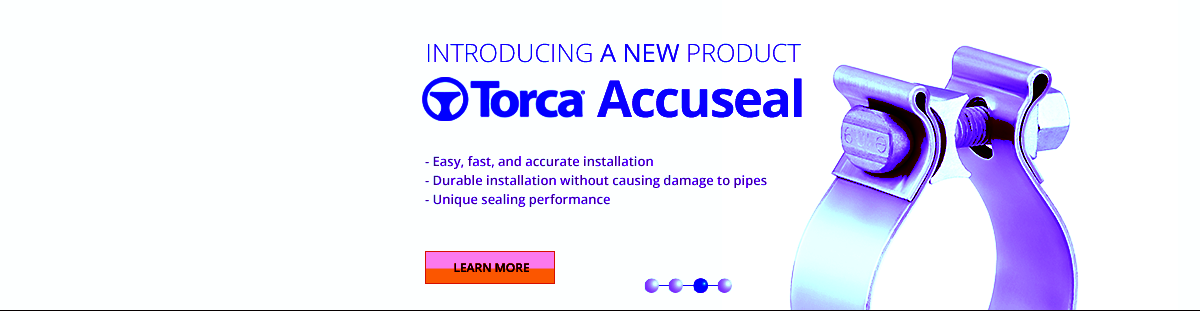 INTRODUCING A NEW PRODUCT
Torca Accuseal
- Easy, fast, and accurate installation
- Durable installation without causing damage to pipes
- Unique sealing performance
LEARN MORE